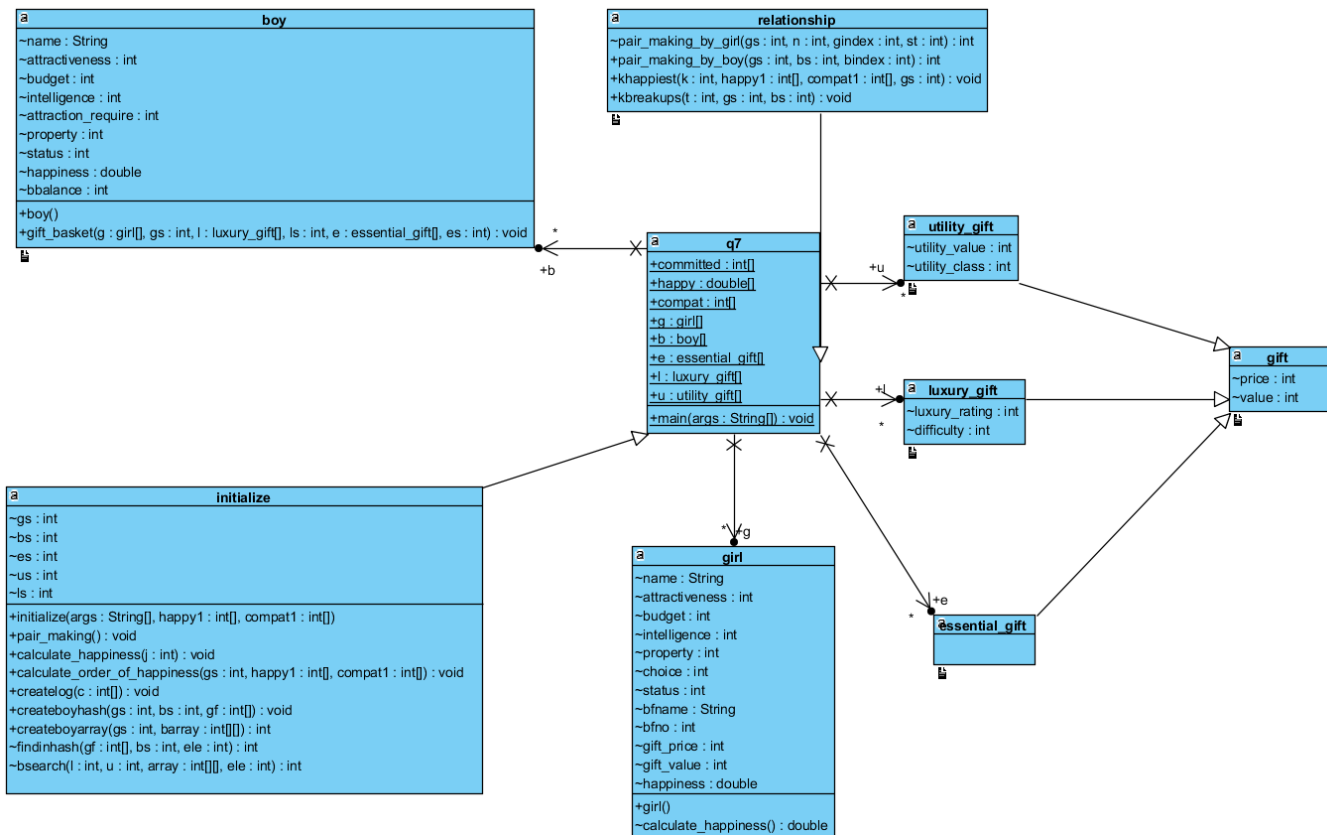 boy
~name : String
~attractiveness : int
~budget : int
~intelligence : int
~attraction_require : int
~property : int
~status : int
~happiness : double
~bbalance : int
+boy()
+gift_basket(g : girl[], gs : int, l : luxury_gift[], ls : int, e : essential_gift[], es : int) : void
relationship
~pair_making_by_girl(gs : int, n : int, gindex : int, st : int) : int
+pair_making_by_boy(gs : int, bs : int, bindex : int) : int
+khappiest(k : int, happy1 : int[], compat1 : int[], gs : int) : void
+kbreakups(t : int, gs : int, bs : int) : void
*
+b
q7
+committed : int[]
+happy : double[]
+compat : int[]
+g : girl[]
+b : boy[]
+e : essential_gift[]
+l : luxury_gift[]
+u : utility_gift[]
+main(args : String[]) : void
+u
*
utility_gift
~utility_value : int
~utility_class : int
+l
*
luxury_gift
~luxury_rating : int
~difficulty : int
gift
~price : int
~value : int
initialize
~gs : int
~bs : int
~es : int
~us : int
~ls : int
+initialize(args : String[], happy1 : int[], compat1 : int[])
+pair_making() : void
+calculate_happiness(j : int) : void
+calculate_order_of_happiness(gs : int, happy1 : int[], compat1 : int[]) : void
+createlog(c : int[]) : void
+createboyhash(gs : int, bs : int, gf : int[]) : void
+createboyarray(gs : int, barray : int[][]) : int
~findinhash(gf : int[], bs : int, ele : int) : int
~bsearch(l : int, u : int, array : int[][], ele : int) : int
* +g
girl
~name : String
~attractiveness : int
~budget : int
~intelligence : int
~property : int
~choice : int
~status : int
~bfname : String
~bfno : int
~gift_price : int
~gift_value : int
~happiness : double
+girl()
~calculate_happiness() : double
+e
*
essential_gift